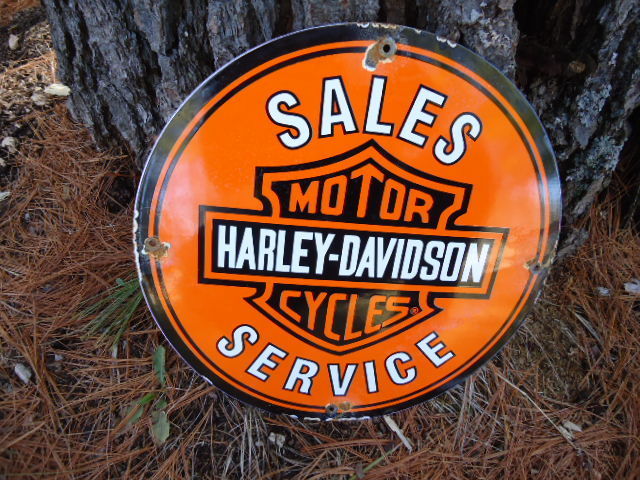 SALES
MOTOR
HARLEY-DAVIDSON
CYCLES®
SERVICE